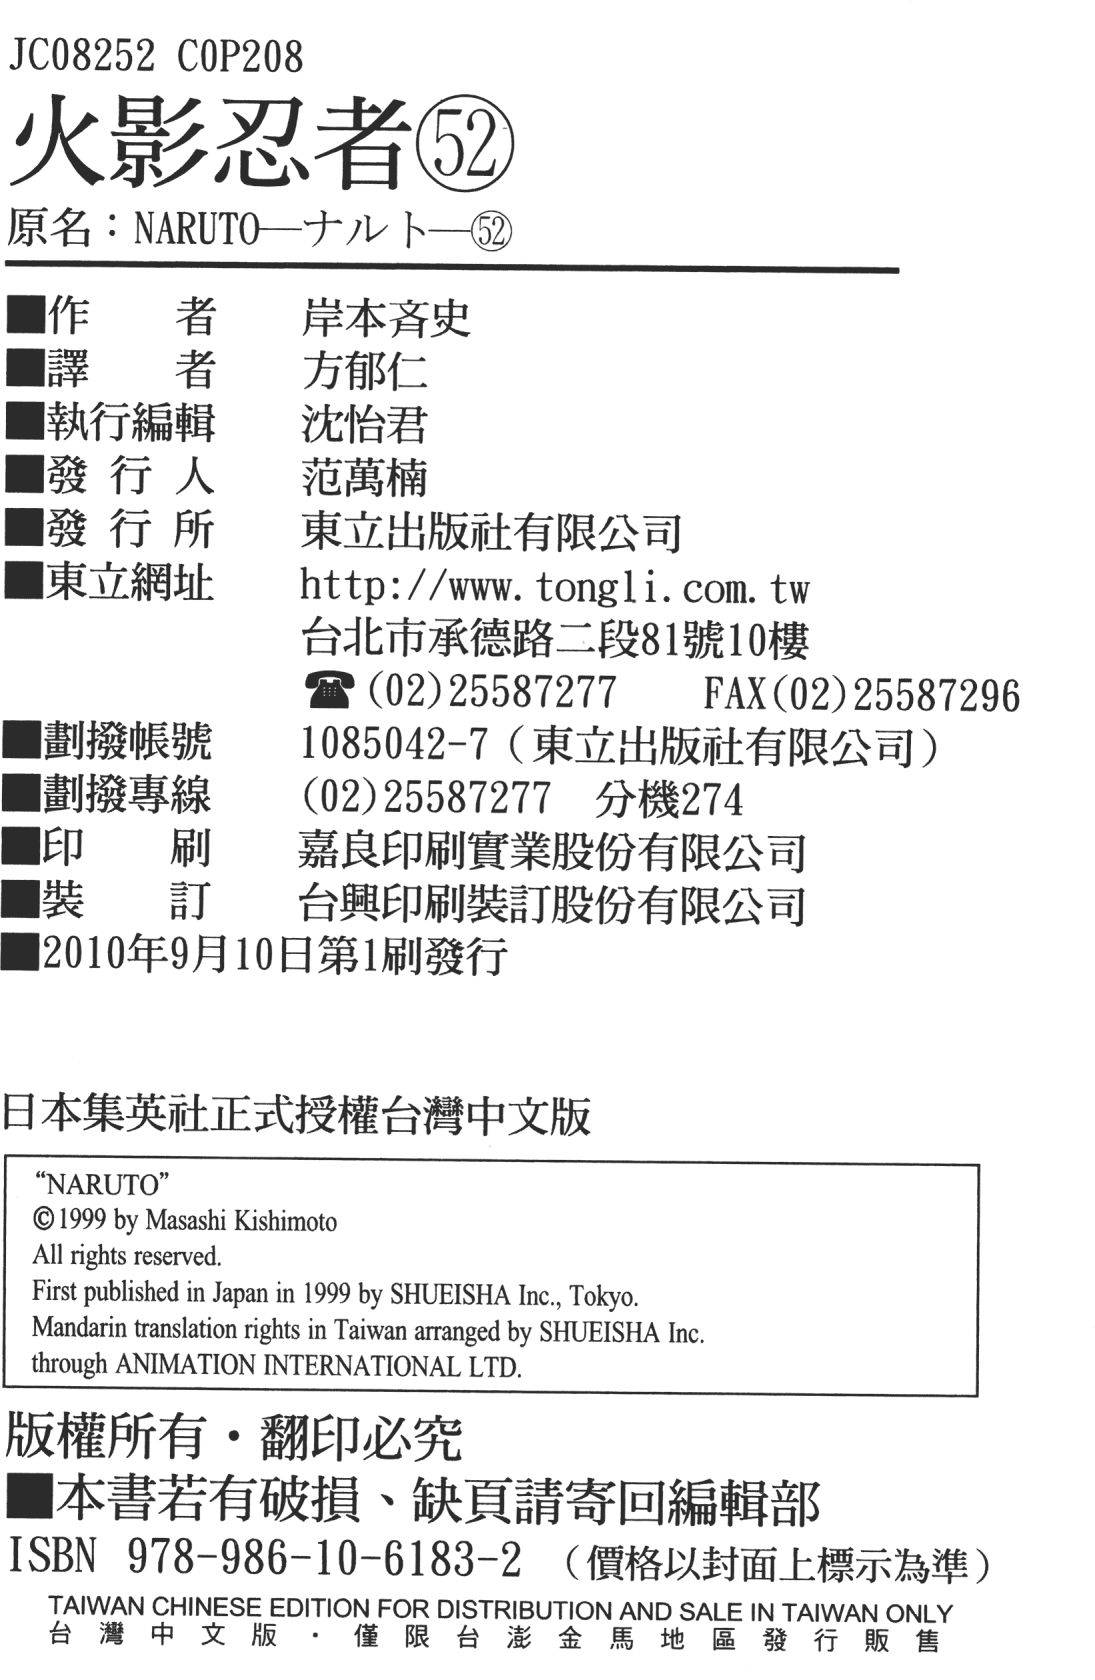 JC08252 C0P208
火影忍者㊾52
原名：NARUTO—ナルト—52
■作者 岸本斉史
■譯者 方郁仁
■執行編輯 沈怡君
■發行人 范萬楠
■發行所 東立出版社有限公司
■東立網址 http://www.tongli.com.tw
台北市承德路二段81號10樓
☎(02)25587277 FAX(02)25587296
■劃撥帳號 1085042-7（東立出版社有限公司）
■劃撥專線 (02)25587277 分機274
■印刷 嘉良印刷實業股份有限公司
■裝訂 台興印刷裝訂股份有限公司
■2010年9月10日第1刷發行
日本集英社正式授權台灣中文版
“NARUTO”
©1999 by Masashi Kishimoto
All rights reserved.
First published in Japan in 1999 by SHUEISHA Inc., Tokyo.
Mandarin translation rights in Taiwan arranged by SHUEISHA Inc.
through ANIMATION INTERNATIONAL LTD.
版權所有・翻印必究
■本書若有破損、缺頁請寄回編輯部
ISBN 978-986-10-6183-2 （價格以封面上標示為準）
TAIWAN CHINESE EDITION FOR DISTRIBUTION AND SALE IN TAIWAN ONLY
台灣中文版・僅限台澎金馬地區發行販售